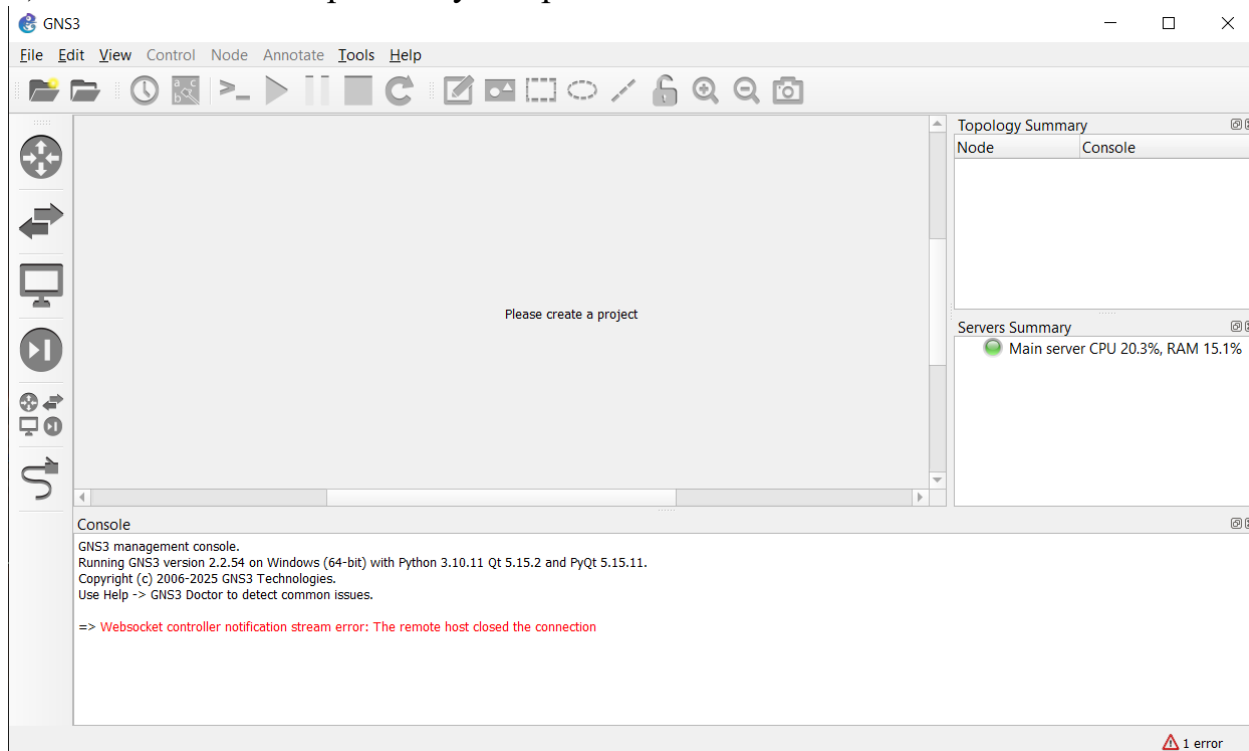 GNS3
File Edit View Control Node Annotate Tools Help
Topology Summary
Node Console
Please create a project
Servers Summary
Main server CPU 20.3%, RAM 15.1%
Console
GNS3 management console.
Running GNS3 version 2.2.54 on Windows (64-bit) with Python 3.10.11 Qt 5.15.2 and PyQt 5.15.11.
Copyright (c) 2006-2025 GNS3 Technologies.
Use Help -> GNS3 Doctor to detect common issues.
=> Websocket controller notification stream error: The remote host closed the connection
1 error